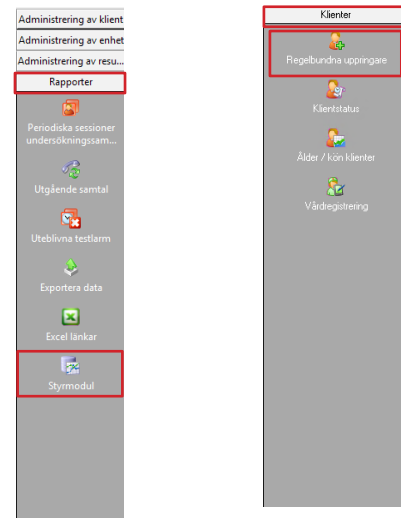 Administrering av klient
Administrering av enhet
Administrering av resu...
Rapporter
Periodiska sessioner
undersökningssam...
Utgående samtal
Uteblivna testlarm
Exportera data
Excel länkar
Styrmodul
Klienter
Regelbundna uppringare
Klientstatus
Ålder / kön klienter
Vårdregistrering